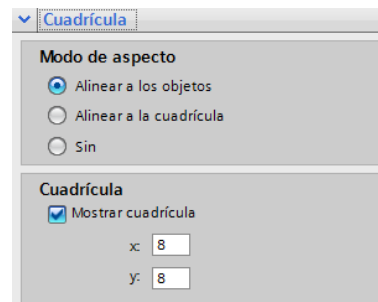 Cuadrícula
Modo de aspecto
Alinear a los objetos
Alinear a la cuadrícula
Sin
Cuadrícula
Mostrar cuadrícula
x: 8
y: 8